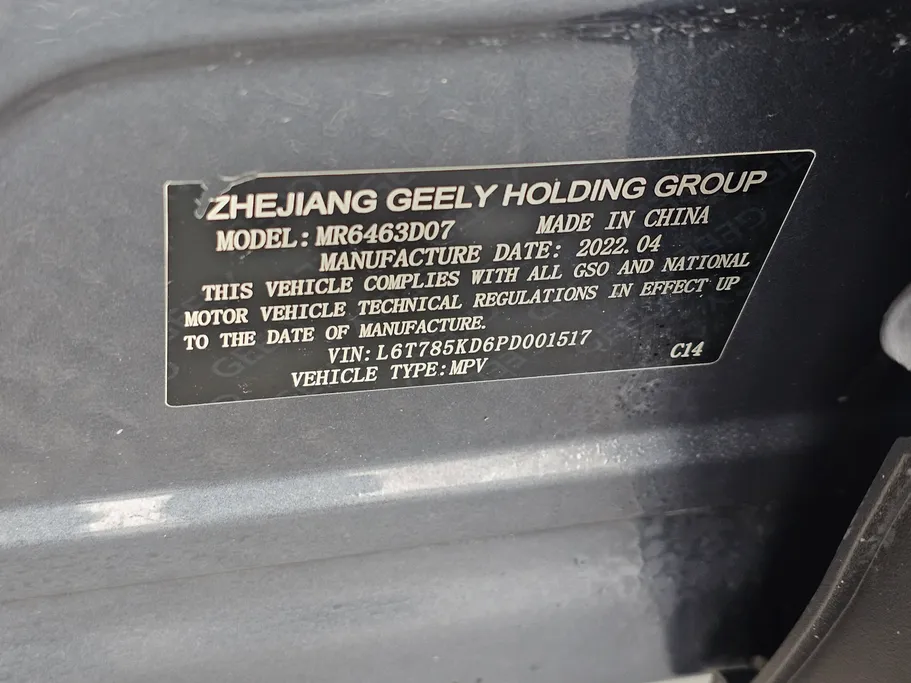 ZHEJIANG GEELY HOLDING GROUP
MODEL: MR6463D07 MADE IN CHINA
MANUFACTURE DATE: 2022.04
THIS VEHICLE COMPLIES WITH ALL GSO AND NATIONAL
MOTOR VEHICLE TECHNICAL REGULATIONS IN EFFECT UP
TO THE DATE OF MANUFACTURE.
VIN: L6T785KD6PD001517
VEHICLE TYPE: MPV C14